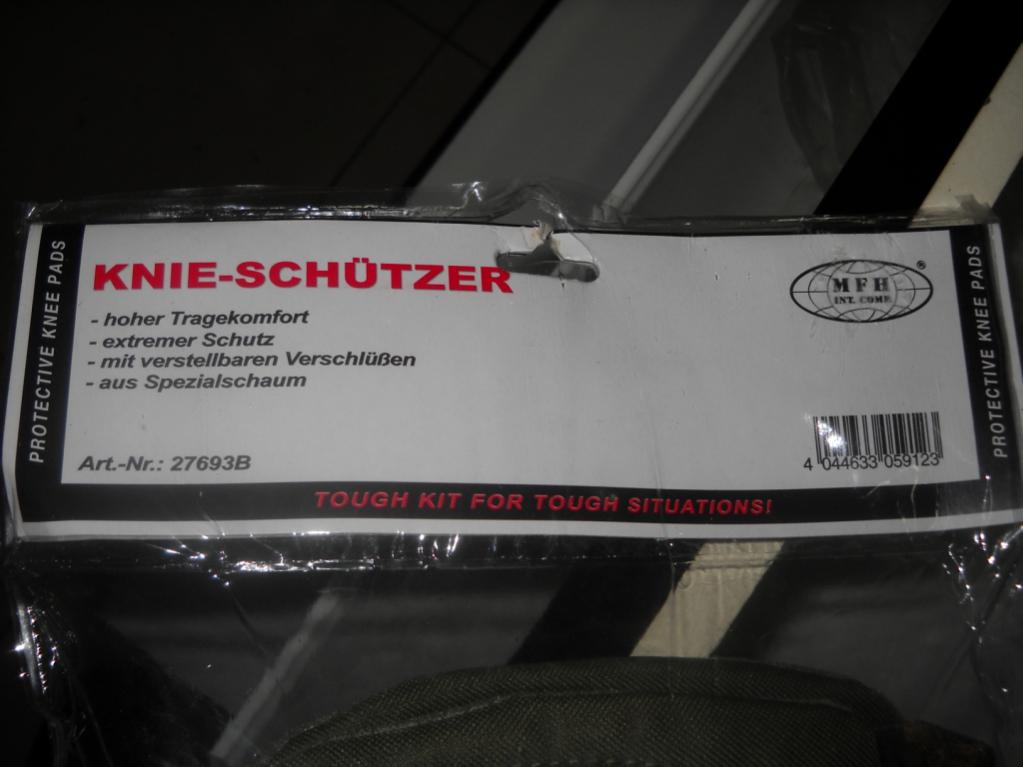 PROTECTIVE KNEE PADS
KNIE-SCHÜTZER
- hoher Tragekomfort
- extremer Schutz
- mit verstellbaren Verschlüßen
- aus Spezialschaum
Art.-Nr.: 27693B
MFH
INT. COMP.
®
4 044633 059123
PROTECTIVE KNEE PADS
TOUGH KIT FOR TOUGH SITUATIONS!